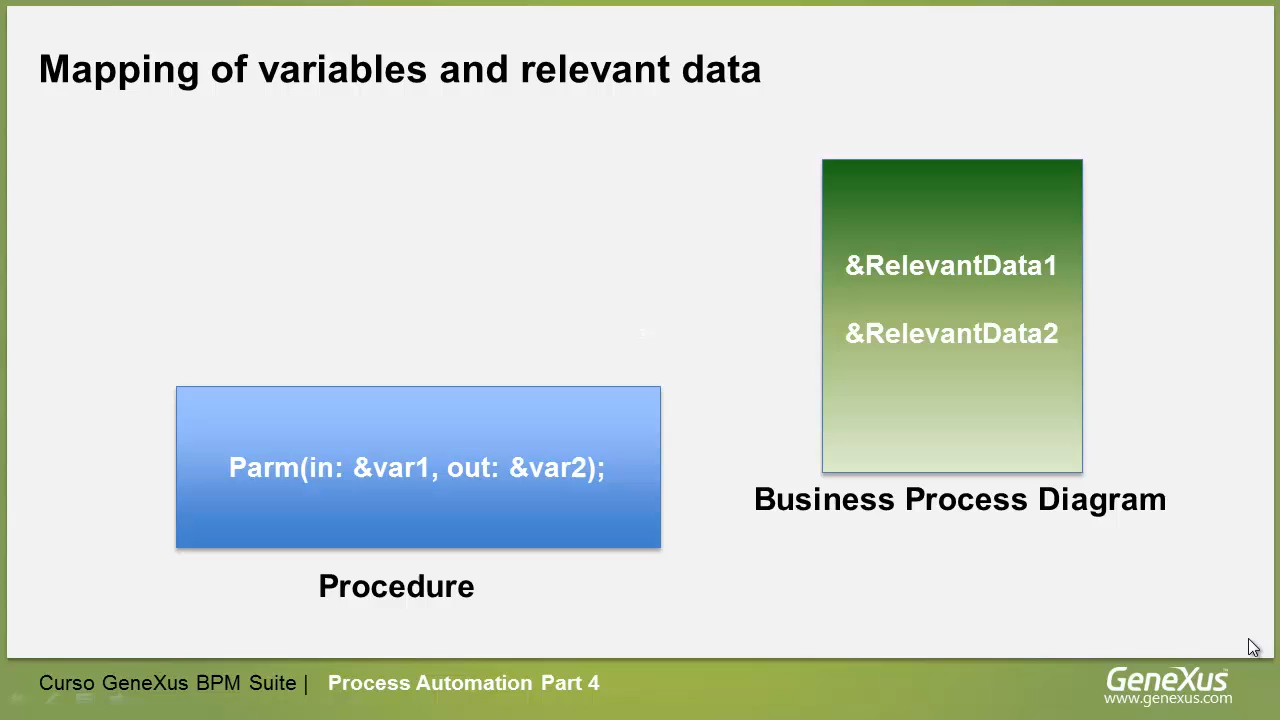 Mapping of variables and relevant data
&RelevantData1
&RelevantData2
Parm(in: &var1, out: &var2);
Business Process Diagram
Procedure
Curso GeneXus BPM Suite | Process Automation Part 4
GeneXus™
www.genexus.com